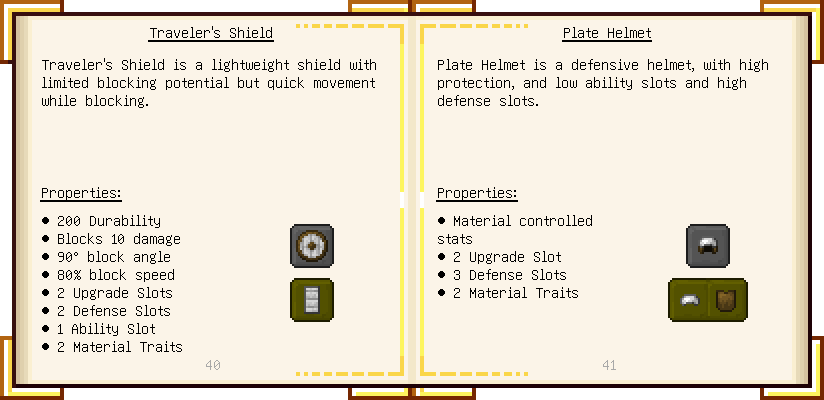 Traveler's Shield
Traveler's Shield is a lightweight shield with
limited blocking potential but quick movement
while blocking.
Properties:
● 200 Durability
● Blocks 10 damage
● 90° block angle
● 80% block speed
● 2 Upgrade Slots
● 2 Defense Slots
● 1 Ability Slot
● 2 Material Traits
40
Plate Helmet
Plate Helmet is a defensive helmet, with high
protection, and low ability slots and high
defense slots.
Properties:
● Material controlled
stats
● 2 Upgrade Slot
● 3 Defense Slots
● 2 Material Traits
41